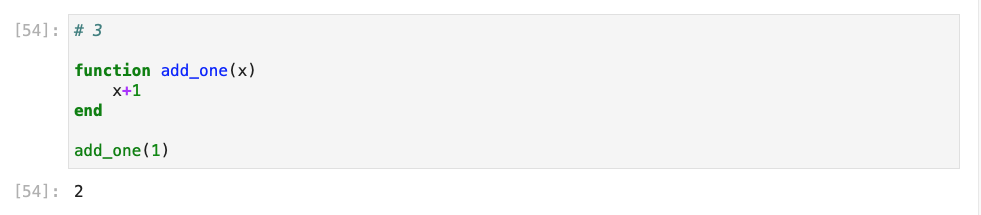 [54]: # 3
function add_one(x)
    x+1
end
add_one(1)
[54]: 2